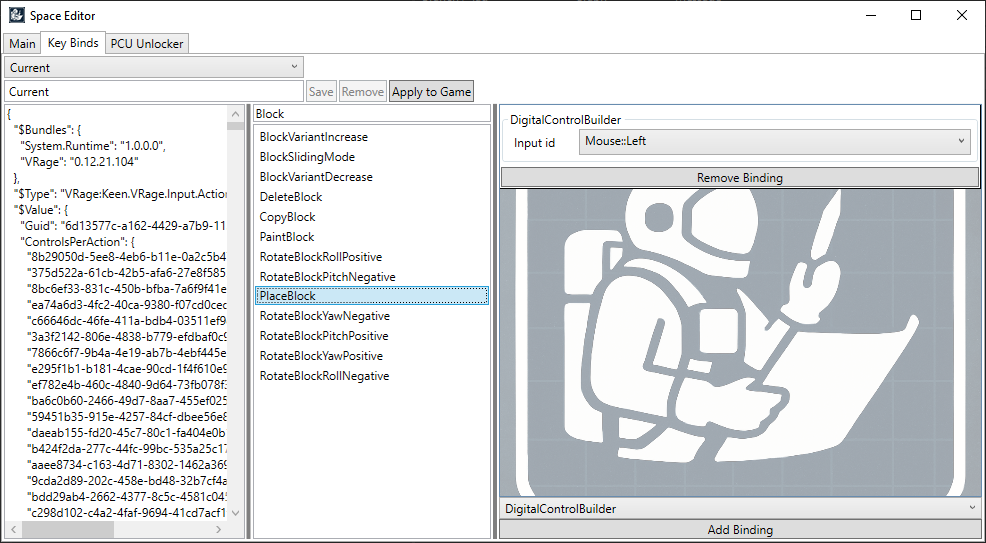 Space Editor
Main
Key Binds
PCU Unlocker
Current
Current
Save
Remove
Apply to Game
{
"$Bundles": {
"System.Runtime": "1.0.0.0",
"VRage": "0.12.21.104"
},
"$Type": "VRage:Keen.VRage.Input.Action
"$Value": {
"Guid": "6d13577c-a162-4429-a7b9-11
"ControlsPerAction": {
"8b29050d-5ee8-4eb6-b11e-0a2c5b4
"375d522a-61cb-42b5-afa6-27e8f585
"8bc6ef33-831c-450b-bfba-7a6f9f41e
"ea74a6d3-4fc2-40ca-9380-f07cd0cec
"c66646dc-46fe-411a-bdb4-03511ef9
"3a3f2142-806e-4838-b779-efdbaf0c9
"7866c6f7-9b4a-4e19-ab7b-4ebf445e
"e295f1b1-b181-4cae-90cd-1f4f610e9
"ef782e4b-460c-4840-9d64-73fb078f3
"ba6c0b60-2466-49d7-8aa7-455ef025
"59451b35-915e-4257-84cf-dbee56e8
"daeab155-fd20-45c7-80c1-fa404e0b
"b424f2da-277c-44fc-99bc-535a25c17
"aaee8734-c163-4d71-8302-1462a369
"9cda2d89-202c-458e-bd48-32b7cf4a
"bdd29ab4-2662-4377-8c5c-4581c045
"c298d102-c4a2-4faf-9694-41cd7acf1
Block
BlockVariantIncrease
BlockSlidingMode
BlockVariantDecrease
DeleteBlock
CopyBlock
PaintBlock
RotateBlockRollPositive
RotateBlockPitchNegative
PlaceBlock
RotateBlockYawNegative
RotateBlockPitchPositive
RotateBlockYawPositive
RotateBlockRollNegative
DigitalControlBuilder
Input id
Mouse::Left
Remove Binding
DigitalControlBuilder
Add Binding